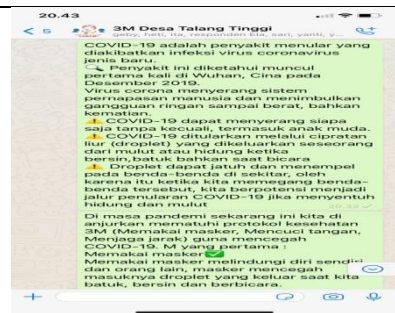 20.43
5
3M Desa Talang Tinggi
geby, heti, ita, responden Eta, sari, yanti, y...
COVID-19 adalah penyakit menular yang
diakibatkan infeksi virus coronavirus
jenis baru.
🔍 Penyakit ini diketahui muncul
pertama kali di Wuhan, Cina pada
Desember 2019.
Virus corona menyerang sistem
pernapasan manusia dan menimbulkan
gangguan ringan sampai berat, bahkan
kematian.
⚠️ COVID-19 dapat menyerang siapa
saja tanpa kecuali, termasuk anak muda.
⚠️ COVID-19 ditularkan melalui cipratan
liur (droplet) yang dikeluarkan seseorang
dari mulut atau hidung ketika
bersin,batuk bahkan saat bicara
⚠️ Droplet dapat jatuh dan menempel
pada benda-benda di sekitar, oleh
karena itu ketika kita memegang benda-
benda tersebut, kita berpotensi menjadi
jalur penularan COVID-19 jika menyentuh
hidung dan mulut
Di masa pandemi sekarang ini kita di
anjurkan mematuhi protokol kesehatan
3M (Memakai masker, Mencuci tangan,
Menjaga jarak) guna mencegah
COVID-19. M yang pertama :
Memakai masker✅
Memakai masker melindungi diri sendiri
dan orang lain, masker mencegah
masuknya droplet yang keluar saat kita
batuk, bersin dan berbicara.